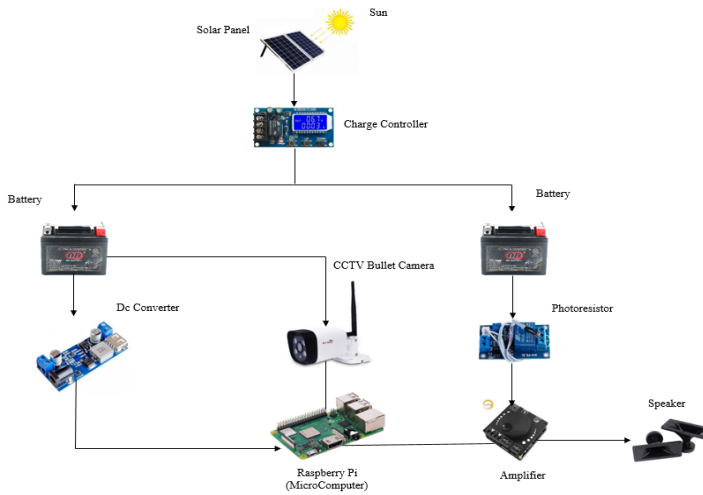 Sun
Solar Panel
Charge Controller
Battery
Battery
CCTV Bullet Camera
Dc Converter
Photoresistor
Speaker
Raspberry Pi
(MicroComputer)
Amplifier